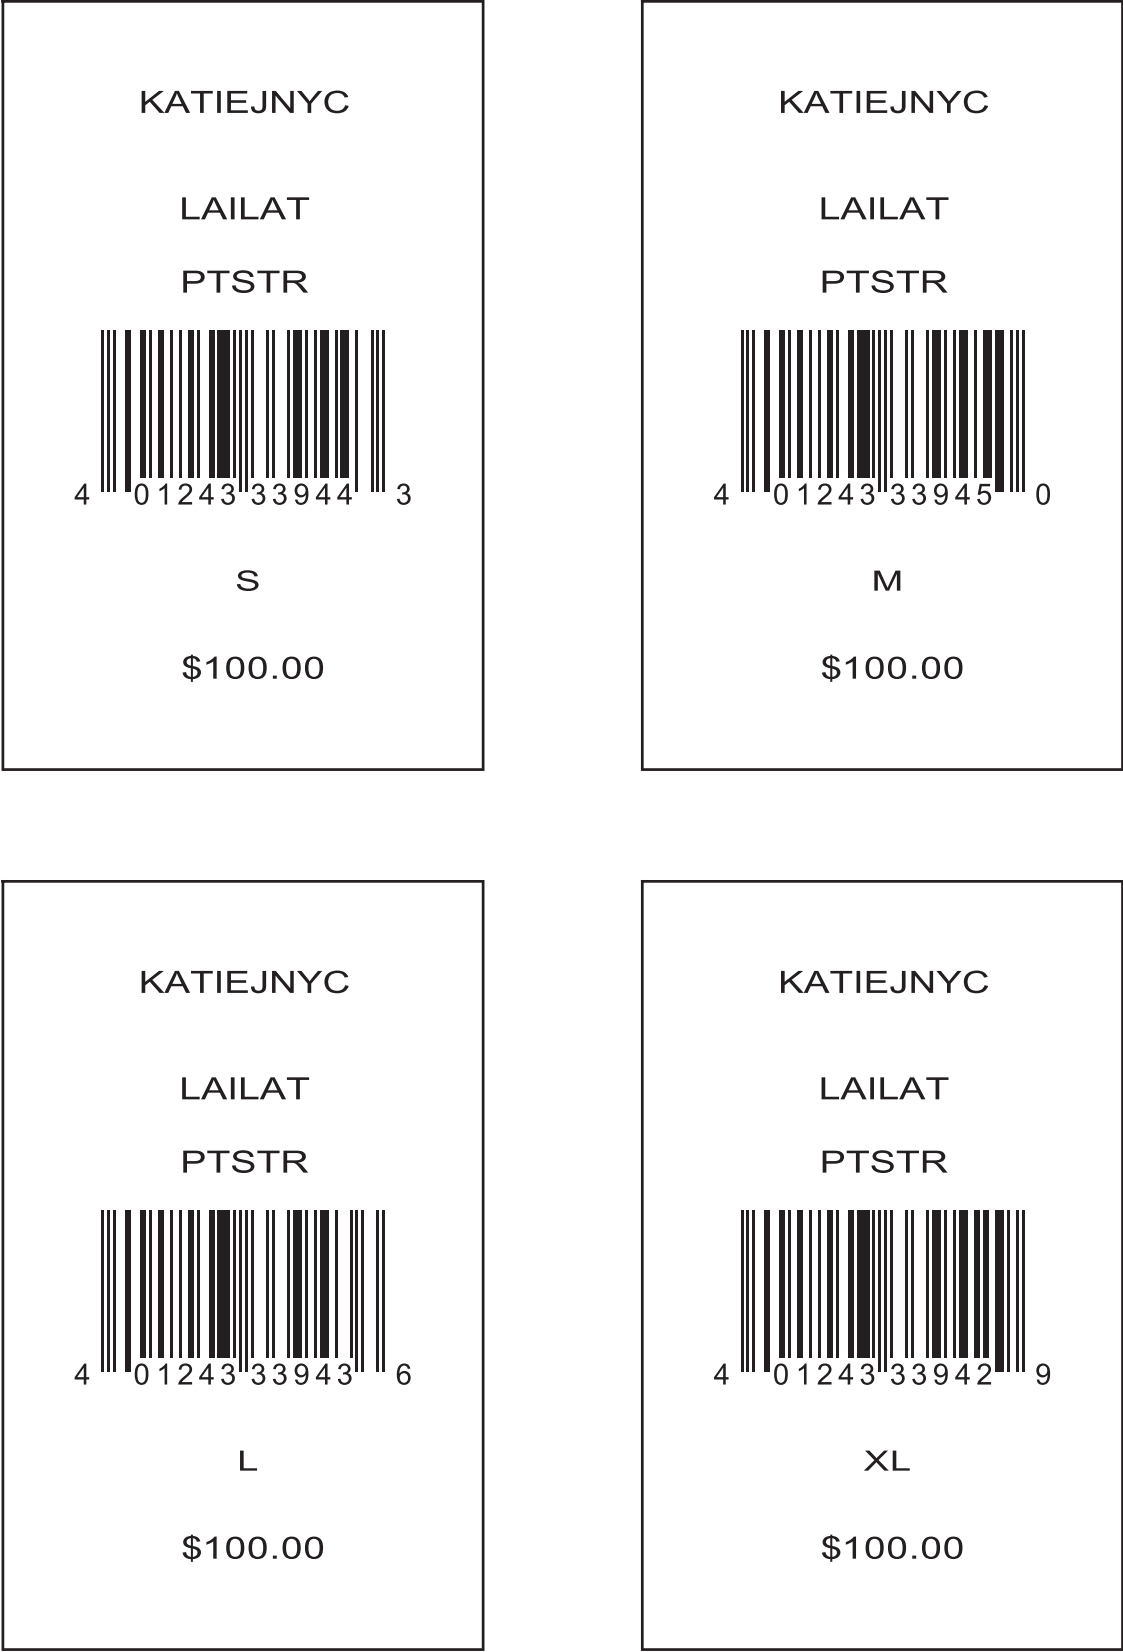 KATIEJNYC
LAILAT
PTSTR
4 01243 33944 3
S
$100.00
KATIEJNYC
LAILAT
PTSTR
4 01243 33945 0
M
$100.00
KATIEJNYC
LAILAT
PTSTR
4 01243 33943 6
L
$100.00
KATIEJNYC
LAILAT
PTSTR
4 01243 33942 9
XL
$100.00